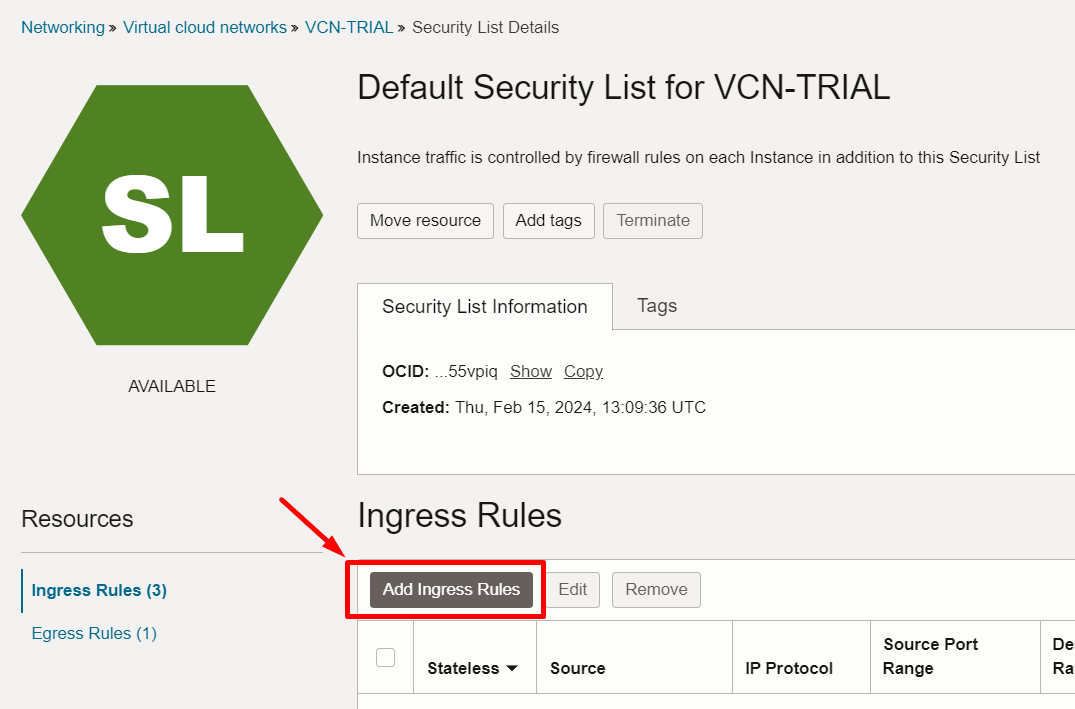 Networking » Virtual cloud networks » VCN-TRIAL » Security List Details
SL
AVAILABLE
Default Security List for VCN-TRIAL
Instance traffic is controlled by firewall rules on each Instance in addition to this Security List
Move resource Add tags Terminate
Security List Information Tags
OCID: ...55vpiq Show Copy
Created: Thu, Feb 15, 2024, 13:09:36 UTC
Resources
Ingress Rules (3)
Egress Rules (1)
Ingress Rules
Add Ingress Rules Edit Remove
Stateless Source IP Protocol Source Port Range